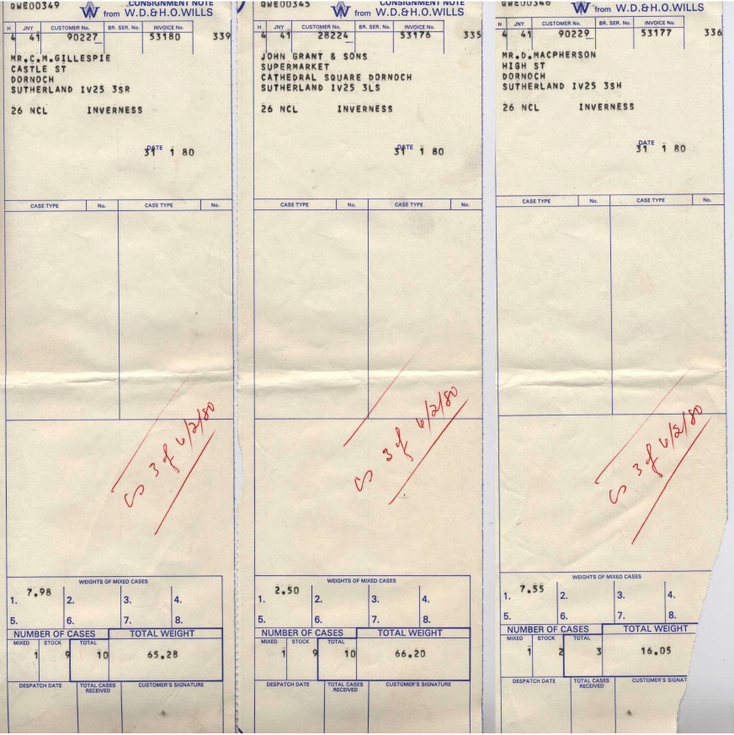 QWE00349
CONSIGNMENT NOTE
from W.D.&H.O.WILLS
H JNY CUSTOMER No. BR. SER. No. INVOICE No.
4 41 90227 53180 339
MR.C.M.GILLESPIE
CASTLE ST
DORNOCH
SUTHERLAND IV25 3SR
26 NCL INVERNESS
DATE
31 1 80
CASE TYPE No. CASE TYPE No.
3 of 6/2/80
WEIGHTS OF MIXED CASES
1. 7.98 2. 3. 4.
5. 6. 7. 8.
NUMBER OF CASES TOTAL WEIGHT
MIXED STOCK TOTAL
1 9 10 65.28
DESPATCH DATE TOTAL CASES RECEIVED CUSTOMER'S SIGNATURE
QWE00345
CONSIGNMENT NOTE
from W.D.&H.O.WILLS
H JNY CUSTOMER No. BR. SER. No. INVOICE No.
4 41 28224 53176 335
JOHN GRANT & SONS
SUPERMARKET
CATHEDRAL SQUARE DORNOCH
SUTHERLAND IV25 3LS
26 NCL INVERNESS
DATE
31 1 80
CASE TYPE No. CASE TYPE No.
3 of 6/2/80
WEIGHTS OF MIXED CASES
1. 2.50 2. 3. 4.
5. 6. 7. 8.
NUMBER OF CASES TOTAL WEIGHT
MIXED STOCK TOTAL
1 9 10 66.20
DESPATCH DATE TOTAL CASES RECEIVED CUSTOMER'S SIGNATURE
CONSIGNMENT NOTE
from W.D.&H.O.WILLS
H JNY CUSTOMER No. BR. SER. No. INVOICE No.
4 41 90229 53177 336
MR.D.MACPHERSON
HIGH ST
DORNOCH
SUTHERLAND IV25 3SH
26 NCL INVERNESS
DATE
31 1 80
CASE TYPE No. CASE TYPE No.
3 of 6/2/80
WEIGHTS OF MIXED CASES
1. 7.55 2. 3. 4.
5. 6. 7. 8.
NUMBER OF CASES TOTAL WEIGHT
MIXED STOCK TOTAL
1 2 3 16.05
DESPATCH DATE TOTAL CASES RECEIVED CUSTOMER'S SIGNA